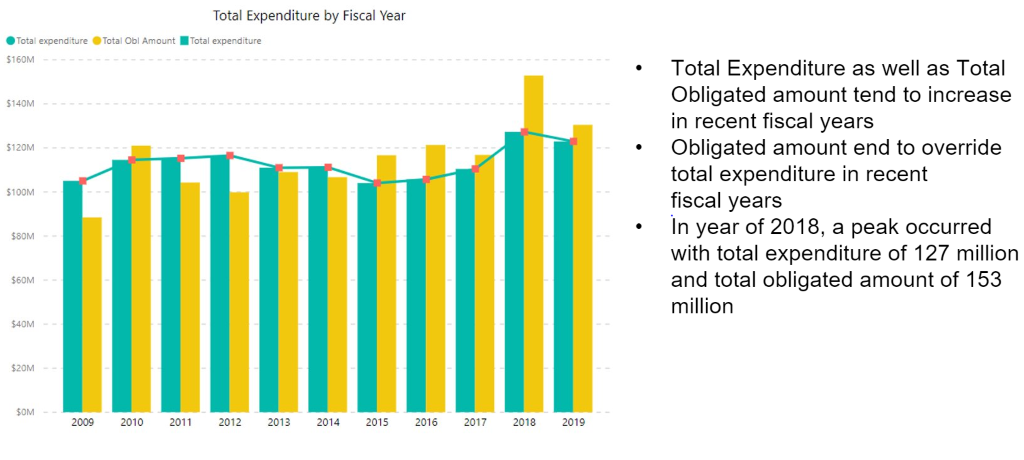 Total Expenditure by Fiscal Year
Total expenditure Total Obl Amount Total expenditure
$160M
$140M
$120M
$100M
$80M
$60M
$40M
$20M
$0M
2009 2010 2011 2012 2013 2014 2015 2016 2017 2018 2019
• Total Expenditure as well as Total
Obligated amount tend to increase
in recent fiscal years
• Obligated amount end to override
total expenditure in recent
fiscal years
• In year of 2018, a peak occurred
with total expenditure of 127 million
and total obligated amount of 153
million